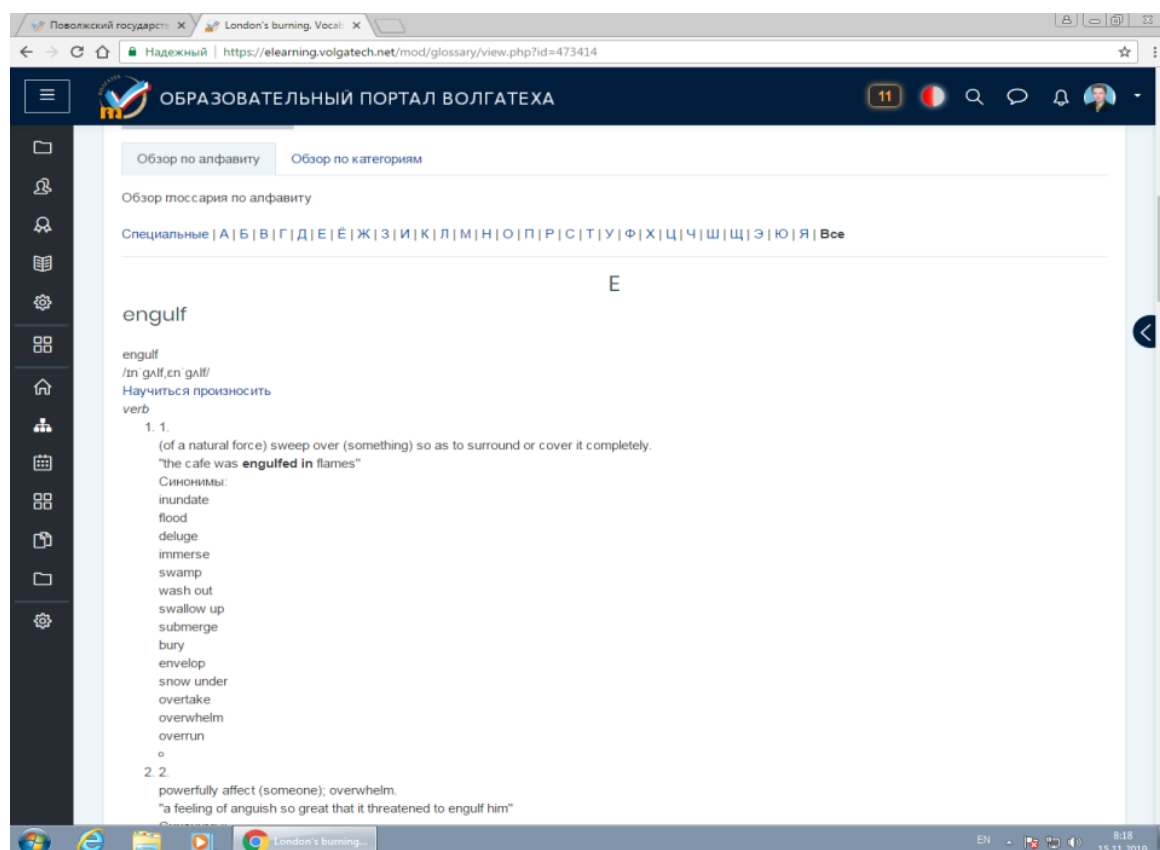 Поволжский государст
London's burning. Vocab
Надежный | https://elearning.volgatech.net/mod/glossary/view.php?id=473414
ОБРАЗОВАТЕЛЬНЫЙ ПОРТАЛ ВОЛГАТЕХА
11
Обзор по алфавиту Обзор по категориям
Обзор глоссария по алфавиту
Специальные | А | Б | В | Г | Д | Е | Ё | Ж | З | И | К | Л | М | Н | О | П | Р | С | Т | У | Ф | Х | Ц | Ч | Ш | Щ | Э | Ю | Я | Все
E
engulf
engulf
/ɪnˈɡʌlf,ɛnˈɡʌlf/
Научиться произносить
verb
1. 1.
(of a natural force) sweep over (something) so as to surround or cover it completely.
"the cafe was engulfed in flames"
Синонимы:
inundate
flood
deluge
immerse
swamp
wash out
swallow up
submerge
bury
envelop
snow under
overtake
overwhelm
overrun
o
2. 2.
powerfully affect (someone); overwhelm.
"a feeling of anguish so great that it threatened to engulf him"
London's burning...
EN
8:18
15.11.2019